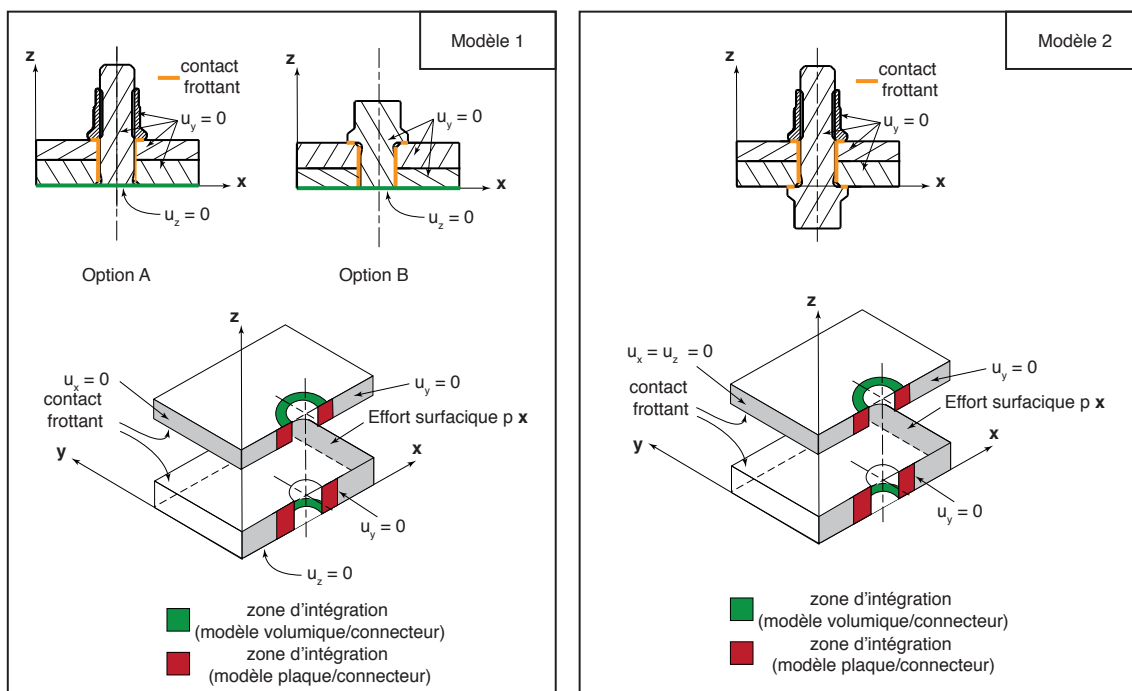 Modèle 1
z
contact
frottant
u_y = 0
x
u_z = 0
Option A
z
x
u_z = 0
Option B
z
u_x = 0
contact
frottant
y
u_y = 0
Effort surfacique p x
x
u_y = 0
u_z = 0
zone d'intégration
(modèle volumique/connecteur)
zone d'intégration
(modèle plaque/connecteur)
Modèle 2
z
contact
frottant
u_y = 0
x
z
u_x = u_z = 0
contact
frottant
y
u_y = 0
Effort surfacique p x
x
u_y = 0
zone d'intégration
(modèle volumique/connecteur)
zone d'intégration
(modèle plaque/connecteur)